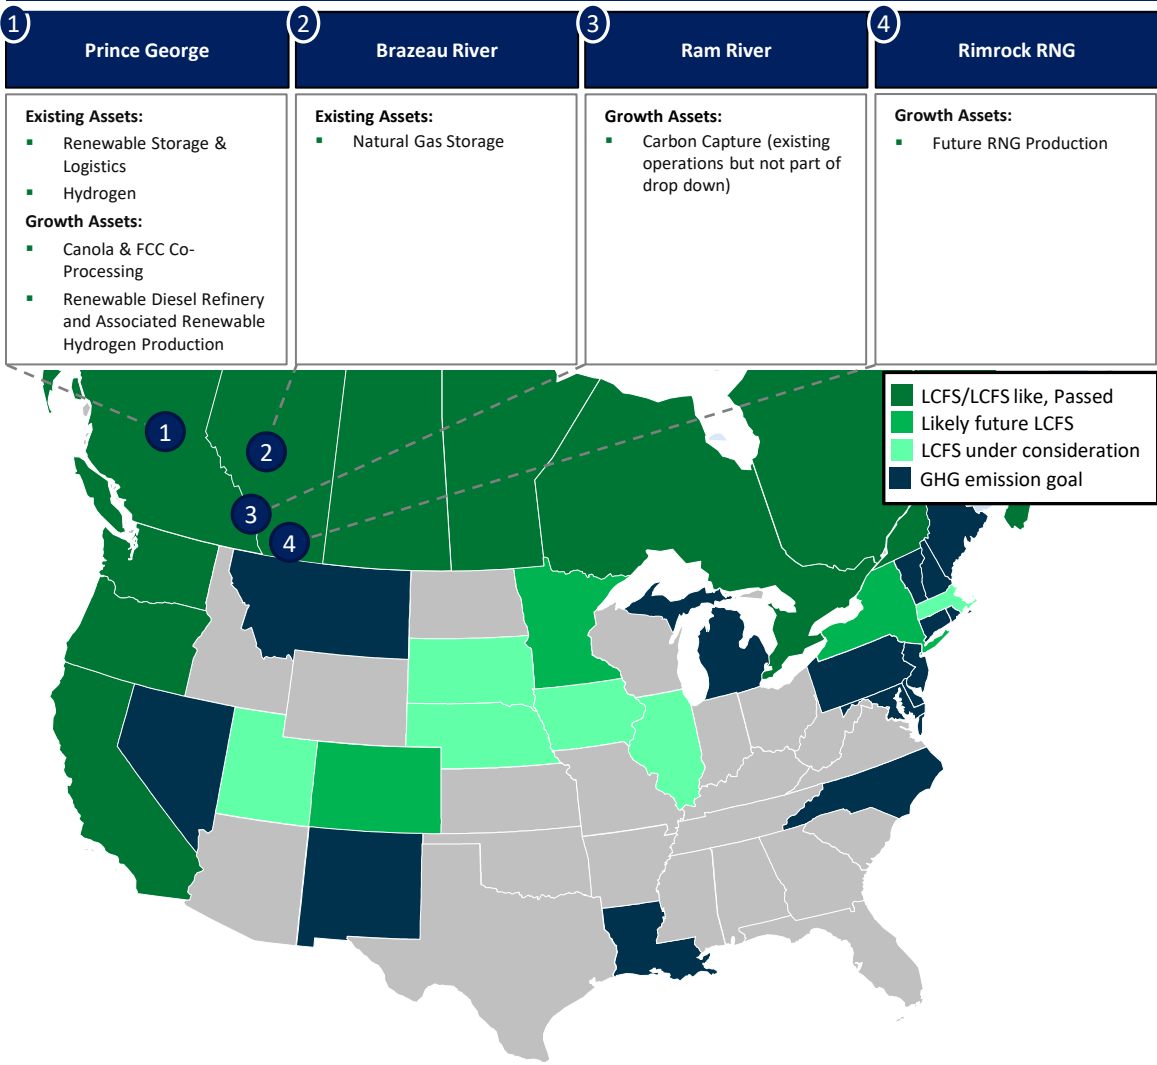 1
Prince George
2
Brazeau River
3
Ram River
4
Rimrock RNG
Existing Assets:
▪ Renewable Storage &
Logistics
▪ Hydrogen
Growth Assets:
▪ Canola & FCC Co-
Processing
▪ Renewable Diesel Refinery
and Associated Renewable
Hydrogen Production
Existing Assets:
▪ Natural Gas Storage
Growth Assets:
▪ Carbon Capture (existing
operations but not part of
drop down)
Growth Assets:
▪ Future RNG Production
LCFS/LCFS like, Passed
Likely future LCFS
LCFS under consideration
GHG emission goal
1
2
3
4